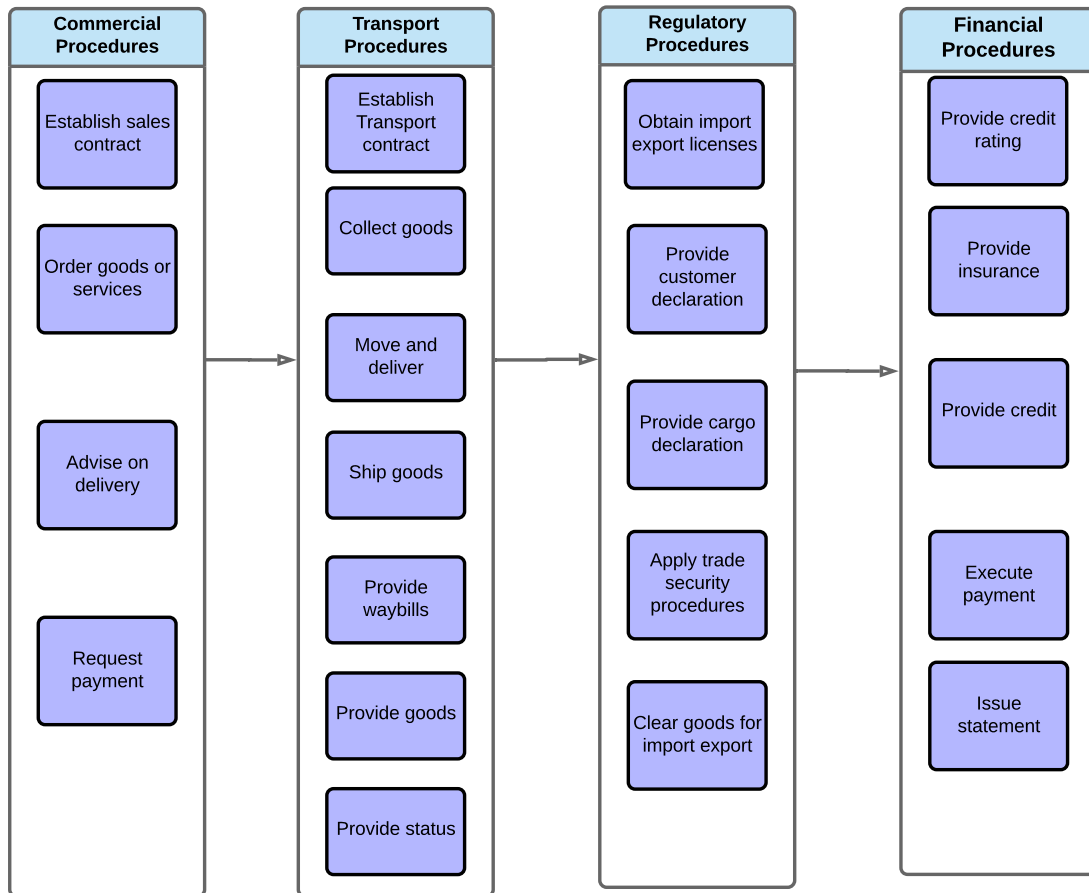 Commercial
Procedures
Establish sales
contract
Order goods or
services
Advise on
delivery
Request
payment
Transport
Procedures
Establish
Transport
contract
Collect goods
Move and
deliver
Ship goods
Provide
waybills
Provide goods
Provide status
Regulatory
Procedures
Obtain import
export licenses
Provide
customer
declaration
Provide cargo
declaration
Apply trade
security
procedures
Clear goods for
import export
Financial
Procedures
Provide credit
rating
Provide
insurance
Provide credit
Execute
payment
Issue
statement